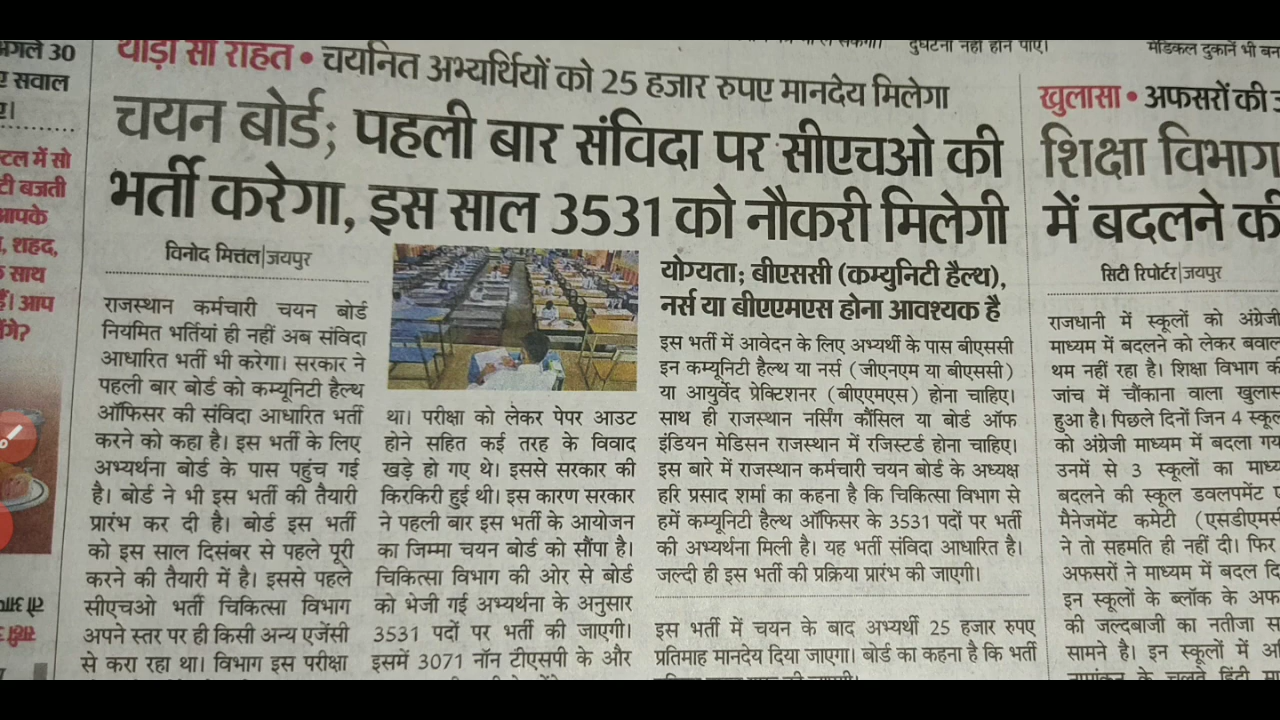 अगले 30
सवाल
चयनित अभ्यर्थियों को 25 हजार रुपए मानदेय मिलेगा
चयन बोर्ड; पहली बार संविदा पर सीएचओ की
भर्ती करेगा, इस साल 3531 को नौकरी मिलेगी
विनोद मित्तल|जयपुर
राजस्थान कर्मचारी चयन बोर्ड
नियमित भर्तियां ही नहीं अब संविदा
आधारित भर्ती भी करेगा। सरकार ने
पहली बार बोर्ड को कम्यूनिटी हैल्थ
ऑफिसर की संविदा आधारित भर्ती
करने को कहा है। इस भर्ती के लिए
अभ्यर्थना बोर्ड के पास पहुंच गई
है। बोर्ड ने भी इस भर्ती की तैयारी
प्रारंभ कर दी है। बोर्ड इस भर्ती
को इस साल दिसंबर से पहले पूरी
करने की तैयारी में है। इससे पहले
सीएचओ भर्ती चिकित्सा विभाग
अपने स्तर पर ही किसी अन्य एजेंसी
से करा रहा था। विभाग इस परीक्षा
था। परीक्षा को लेकर पेपर आउट
होने सहित कई तरह के विवाद
खड़े हो गए थे। इससे सरकार की
किरकिरी हुई थी। इस कारण सरकार
ने पहली बार इस भर्ती के आयोजन
का जिम्मा चयन बोर्ड को सौंपा है।
चिकित्सा विभाग की ओर से बोर्ड
को भेजी गई अभ्यर्थना के अनुसार
3531 पदों पर भर्ती की जाएगी।
इसमें 3071 नॉन टीएसपी के और
योग्यता; बीएससी (कम्युनिटी हैल्थ),
नर्स या बीएएमएस होना आवश्यक है
इस भर्ती में आवेदन के लिए अभ्यर्थी के पास बीएससी
इन कम्यूनिटी हैल्थ या नर्स (जीएनएम या बीएससी)
या आयुर्वेद प्रेक्टिशनर (बीएएमएस) होना चाहिए।
साथ ही राजस्थान नर्सिंग कौंसिल या बोर्ड ऑफ
इंडियन मेडिसन राजस्थान में रजिस्टर्ड होना चाहिए।
इस बारे में राजस्थान कर्मचारी चयन बोर्ड के अध्यक्ष
हरि प्रसाद शर्मा का कहना है कि चिकित्सा विभाग से
हमें कम्युनिटी हैल्थ ऑफिसर के 3531 पदों पर भर्ती
की अभ्यर्थना मिली है। यह भर्ती संविदा आधारित है।
जल्दी ही इस भर्ती की प्रक्रिया प्रारंभ की जाएगी।
इस भर्ती में चयन के बाद अभ्यर्थी 25 हजार रुपए
प्रतिमाह मानदेय दिया जाएगा। बोर्ड का कहना है कि भर्ती
दुर्घटना नहीं होने पाए।
मेडिकल दुकानें भी
खुलासा • अफसरों की
शिक्षा विभाग
में बदलने की
सिटी रिपोर्टर|जयपुर
राजधानी में स्कूलों को अंग्रेजी
माध्यम में बदलने को लेकर बवाल
थम नहीं रहा है। शिक्षा विभाग की
जांच में चौंकाने वाला खुलासा
हुआ है। पिछले दिनों जिन 4
को अंग्रेजी माध्यम में बदला
उनमें से 3 स्कूलों का
बदलने की स्कूल डवलपमेंट
मैनेजमेंट कमेटी
ने तो सहमति ही नहीं दी। फिर
अफसरों ने माध्यम में बदल
इन स्कूलों के ब्लॉक के
की जल्दबाजी का नतीजा
सामने है। इन स्कूलों में